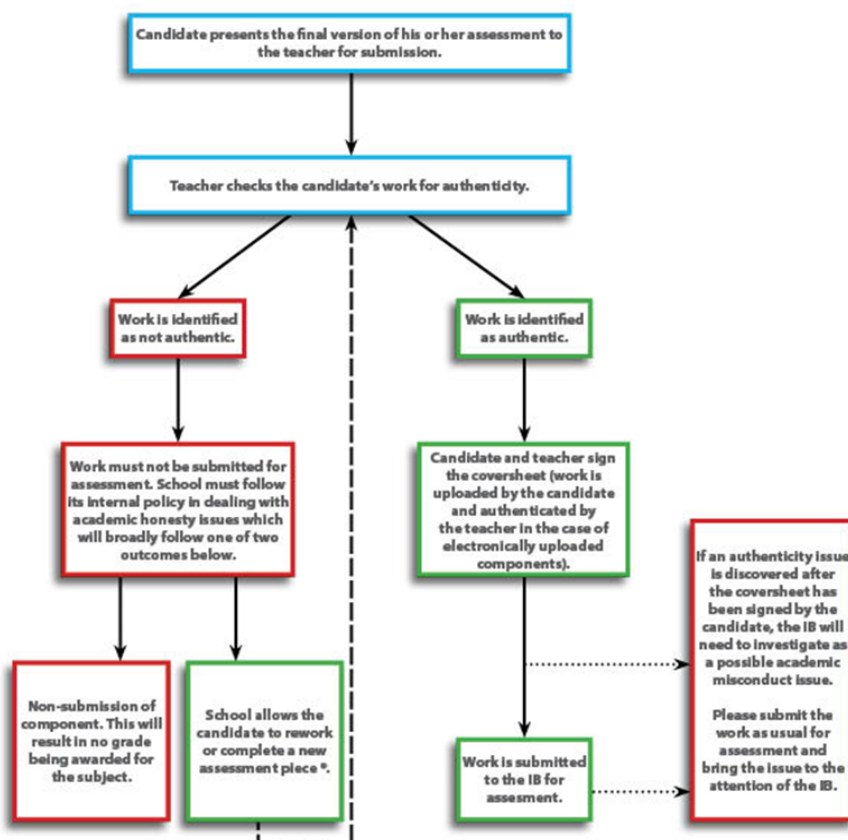 Candidate presents the final version of his or her assessment to
the teacher for submission.
Teacher checks the candidate's work for authenticity.
Work is identified
as not authentic.
Work is identified
as authentic.
Work must not be submitted for
assessment. School must follow
its internal policy in dealing with
academic honesty issues which
will broadly follow one of two
outcomes below.
Candidate and teacher sign
the coversheet (work is
uploaded by the candidate
and authenticated by
the teacher in the case of
electronically uploaded
components).
If an authenticity issue
is discovered after
the coversheet has
been signed by the
candidate, the IB will
need to investigate as
a possible academic
misconduct issue.
Please submit the
work as usual for
assessment and
bring the issue to the
attention of the IB.
Non-submission of
component. This will
result in no grade
being awarded for
the subject.
School allows the
candidate to rework
or complete a new
assessment piece *.
Work is submitted
to the IB for
assesment.